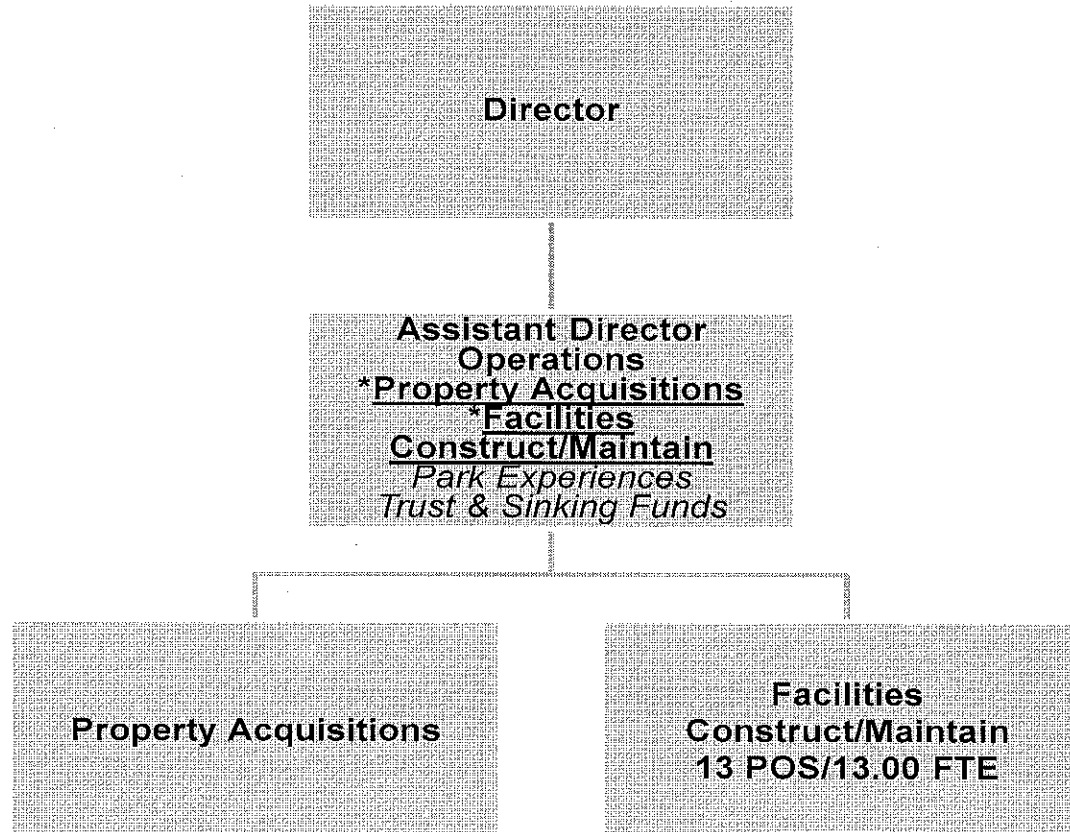 Director
Assistant Director
Operations
*Property Acquisitions
*Facilities
Construct/Maintain
Park Experiences
Trust & Sinking Funds
Property Acquisitions
Facilities
Construct/Maintain
13 POS/13.00 FTE